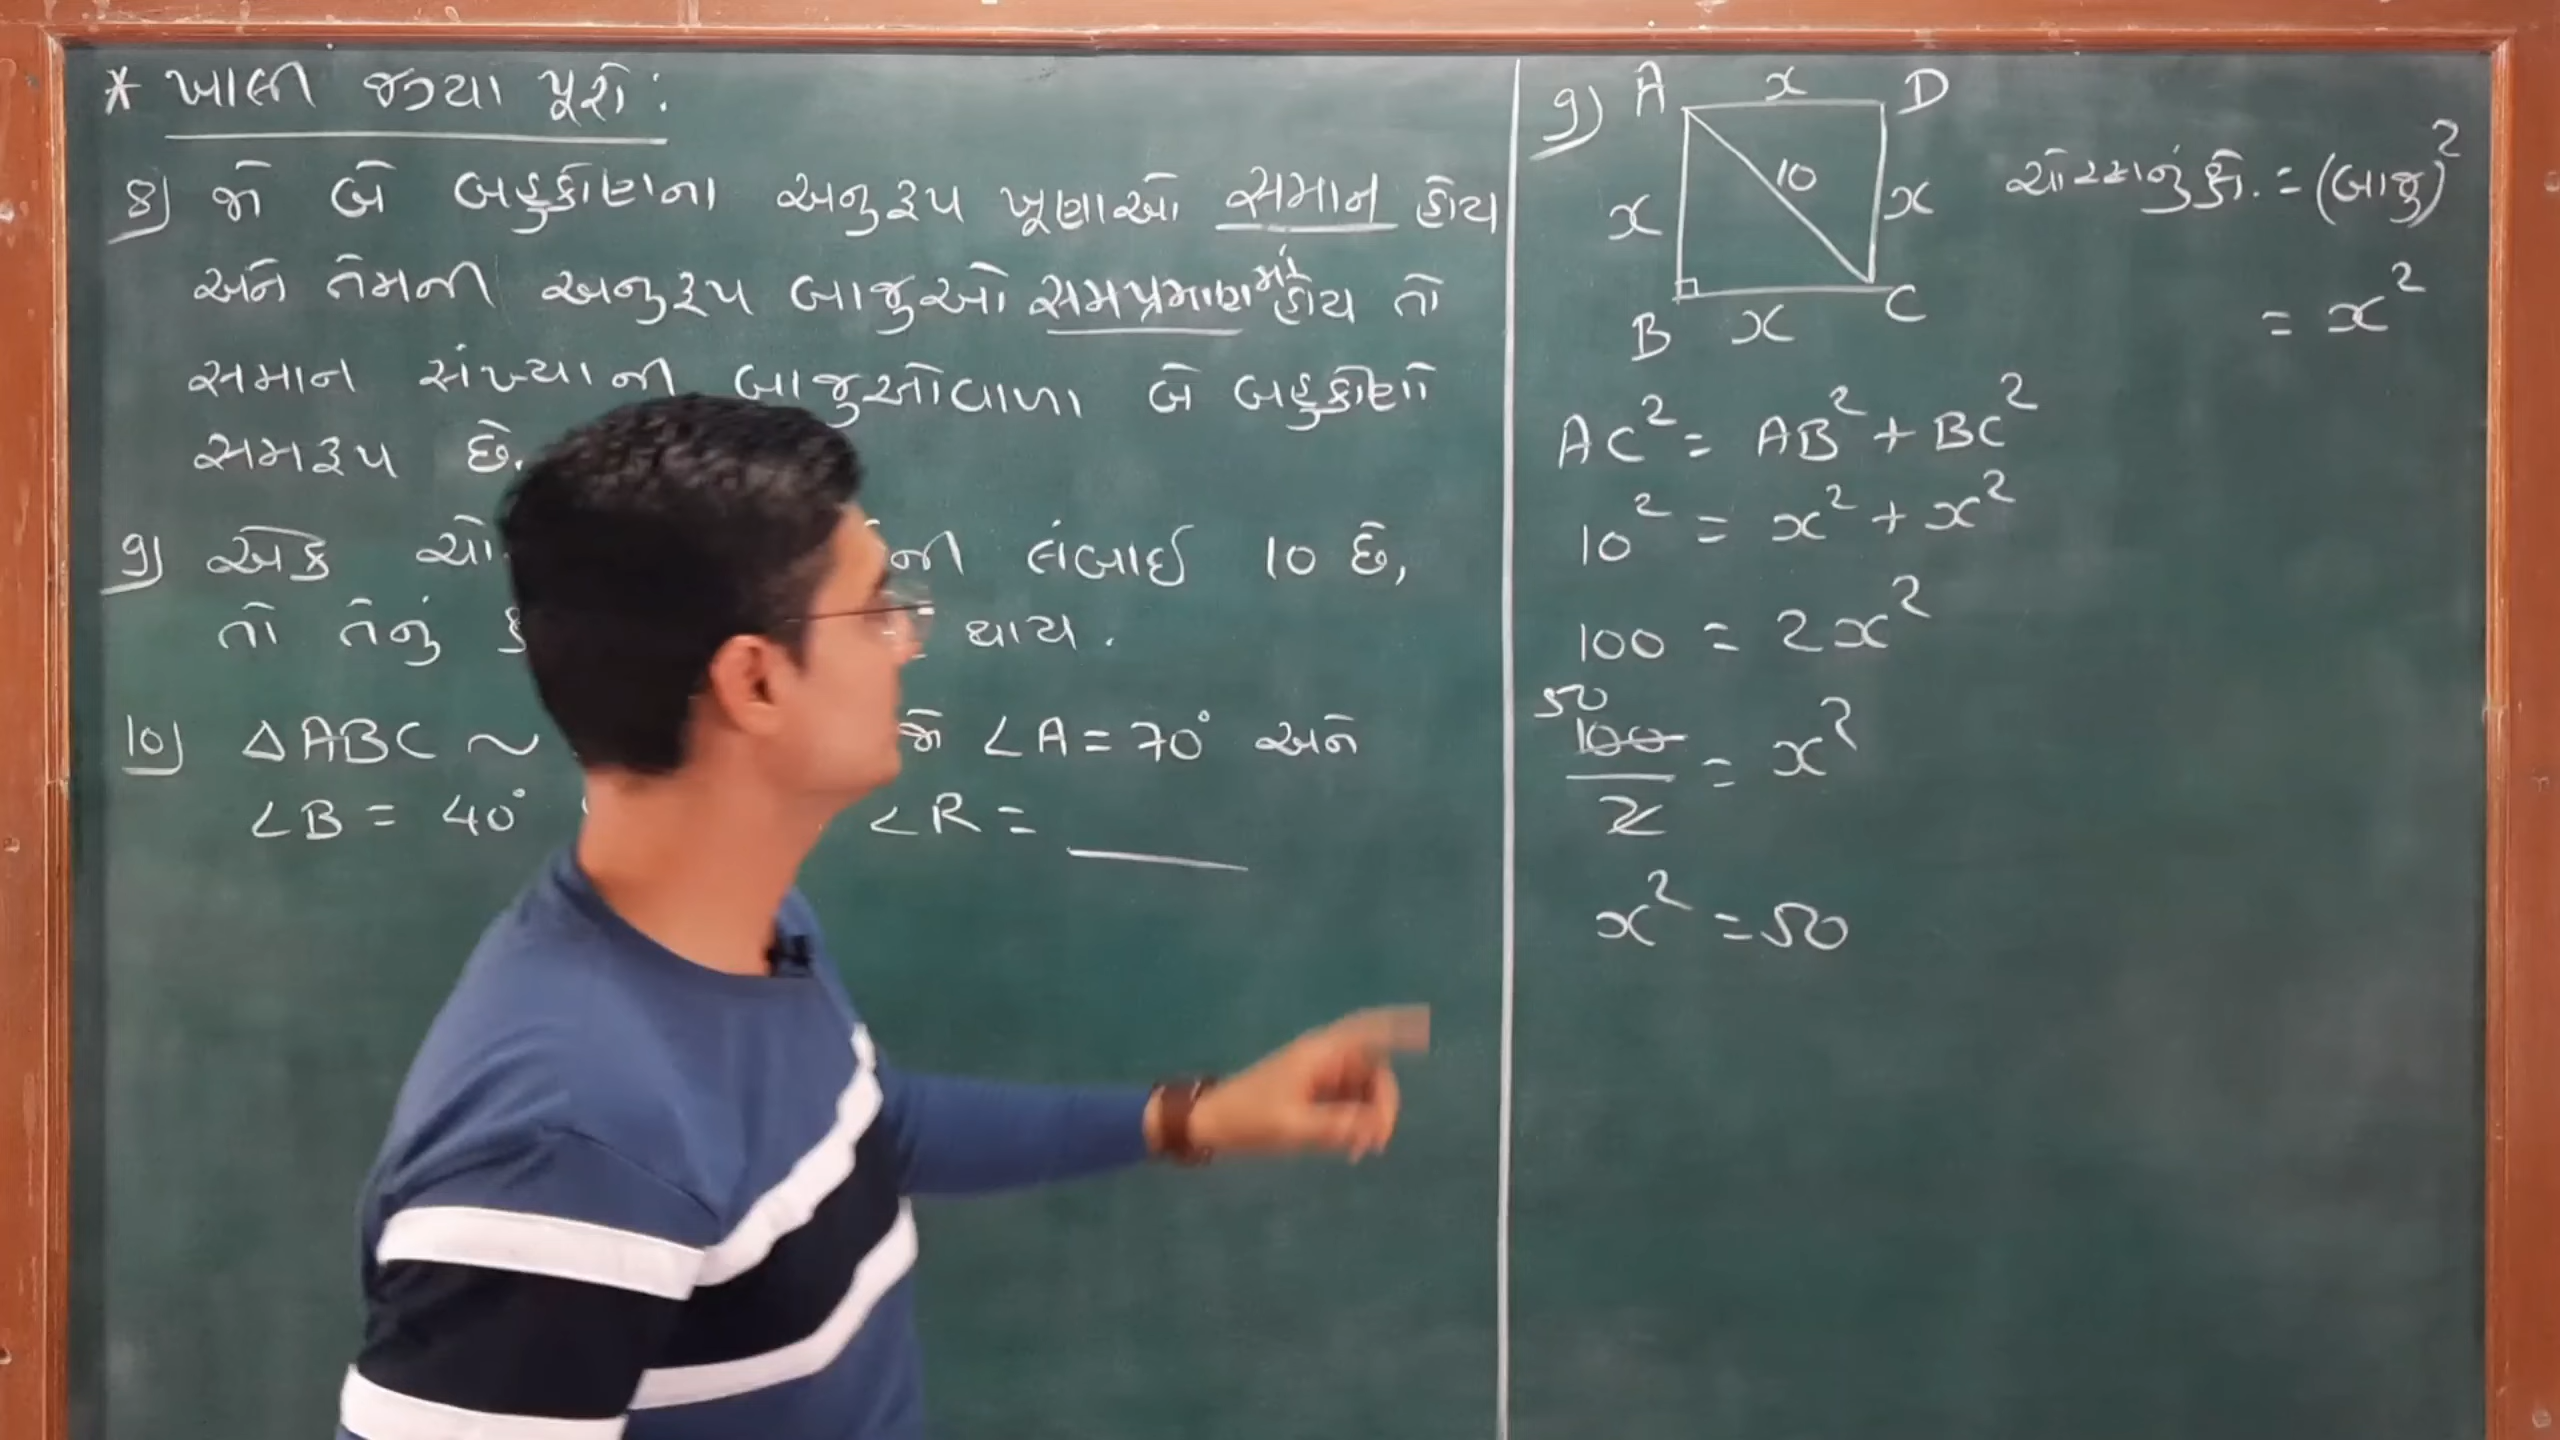 * ખાલી જગ્યા પૂરો :
8) જો બે બહુકોણના અનુરૂપ ખૂણાઓ સમાન હોય
અને તેમની અનુરૂપ બાજુઓ સમપ્રમાણમાં હોય તો
સમાન સંખ્યાની બાજુઓવાળા બે બહુકોણો
સમરૂપ છે.
9) એક ની લંબાઈ 10 છે,
તો તેનું થાય.
10) △ABC ~ જો ∠A = 70° અને
∠B = 40° ∠R = ____
9) A x D
10
x x
B x C
ચોરસનું ક્ષે. = (બાજુ)²
= x²
AC² = AB² + BC²
10² = x² + x²
100 = 2x²
50
100/2 = x²
x² = 50